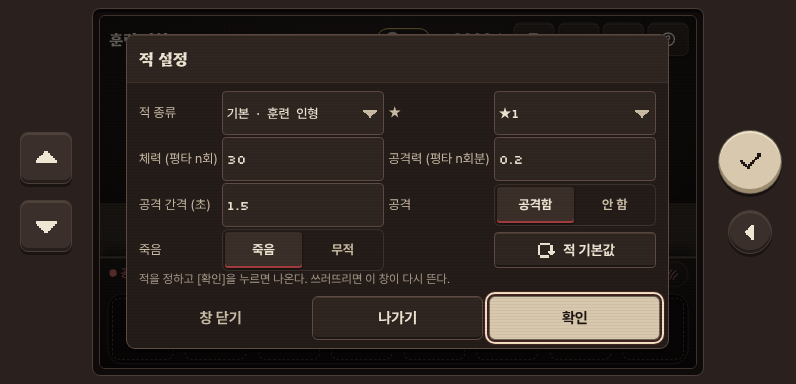 적 설정
적 종류 기본 · 훈련 인형 ★ ★1
체력 (평타 n회) 30 공격력 (평타 n회분) 0.2
공격 간격 (초) 1.5 공격 공격함 안 함
죽음 죽음 무적 적 기본값
적을 정하고 [확인]을 누르면 나온다. 쓰러뜨리면 이 창이 다시 뜬다.
창 닫기 나가기 확인